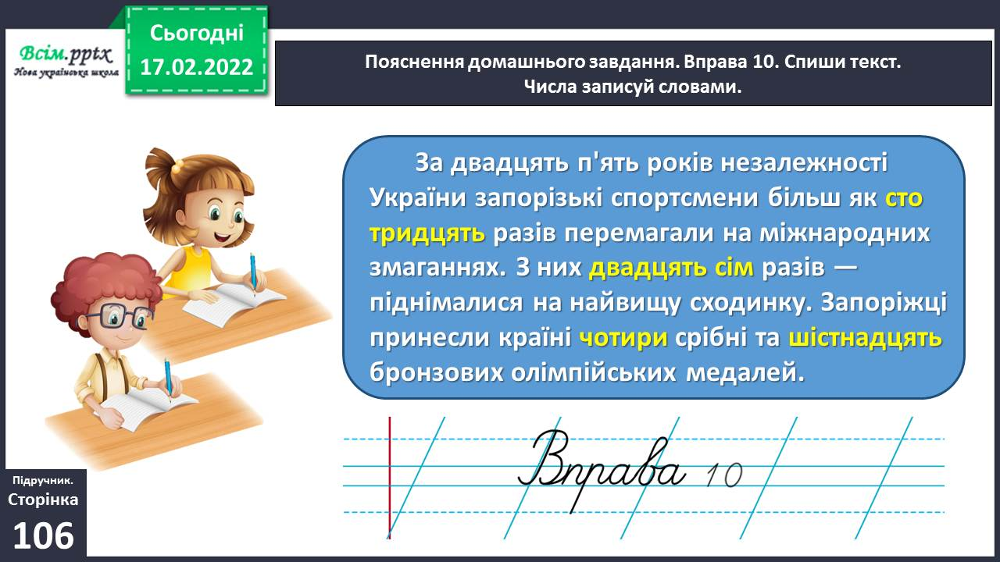 Всім.pptx
Нова українська школа
Сьогодні
17.02.2022
Пояснення домашнього завдання. Вправа 10. Спиши текст.
Числа записуй словами.
За двадцять п'ять років незалежності
України запорізькі спортсмени більш як сто
тридцять разів перемагали на міжнародних
змаганнях. З них двадцять сім разів —
піднімалися на найвищу сходинку. Запоріжці
принесли країні чотири срібні та шістнадцять
бронзових олімпійських медалей.
Вправа 10
Підручник.
Сторінка
106